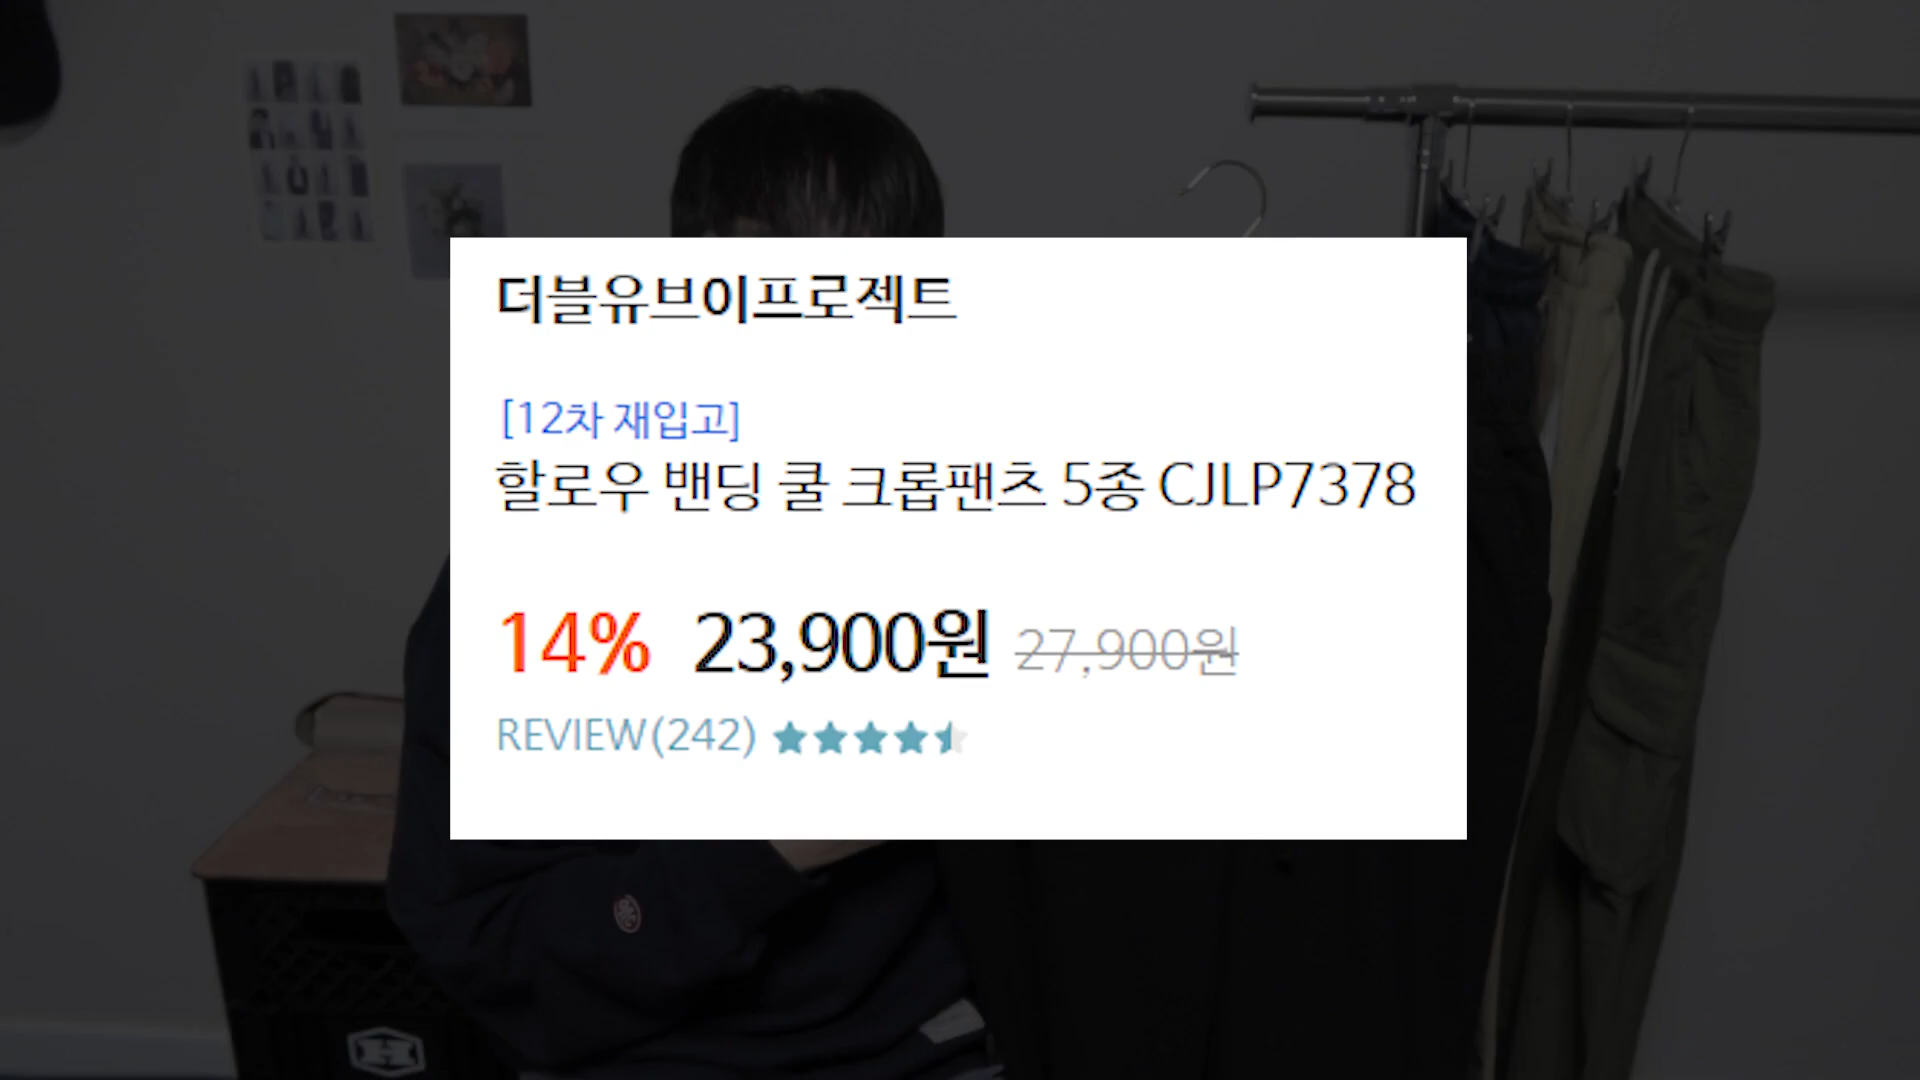 더블유브이프로젝트
[12차 재입고]
할로우 밴딩 쿨 크롭팬츠 5종 CJLP7378
14% 23,900원 27,900원
REVIEW(242)